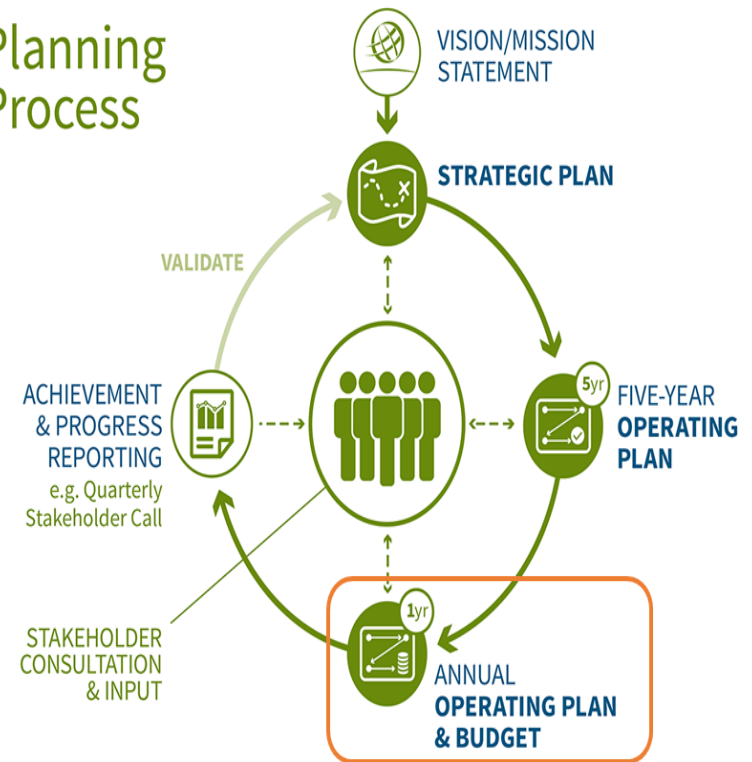 Planning
Process
VISION/MISSION
STATEMENT
STRATEGIC PLAN
VALIDATE
5yr
FIVE-YEAR
OPERATING
PLAN
ACHIEVEMENT
& PROGRESS
REPORTING
e.g. Quarterly
Stakeholder Call
STAKEHOLDER
CONSULTATION
& INPUT
1yr
ANNUAL
OPERATING PLAN
& BUDGET